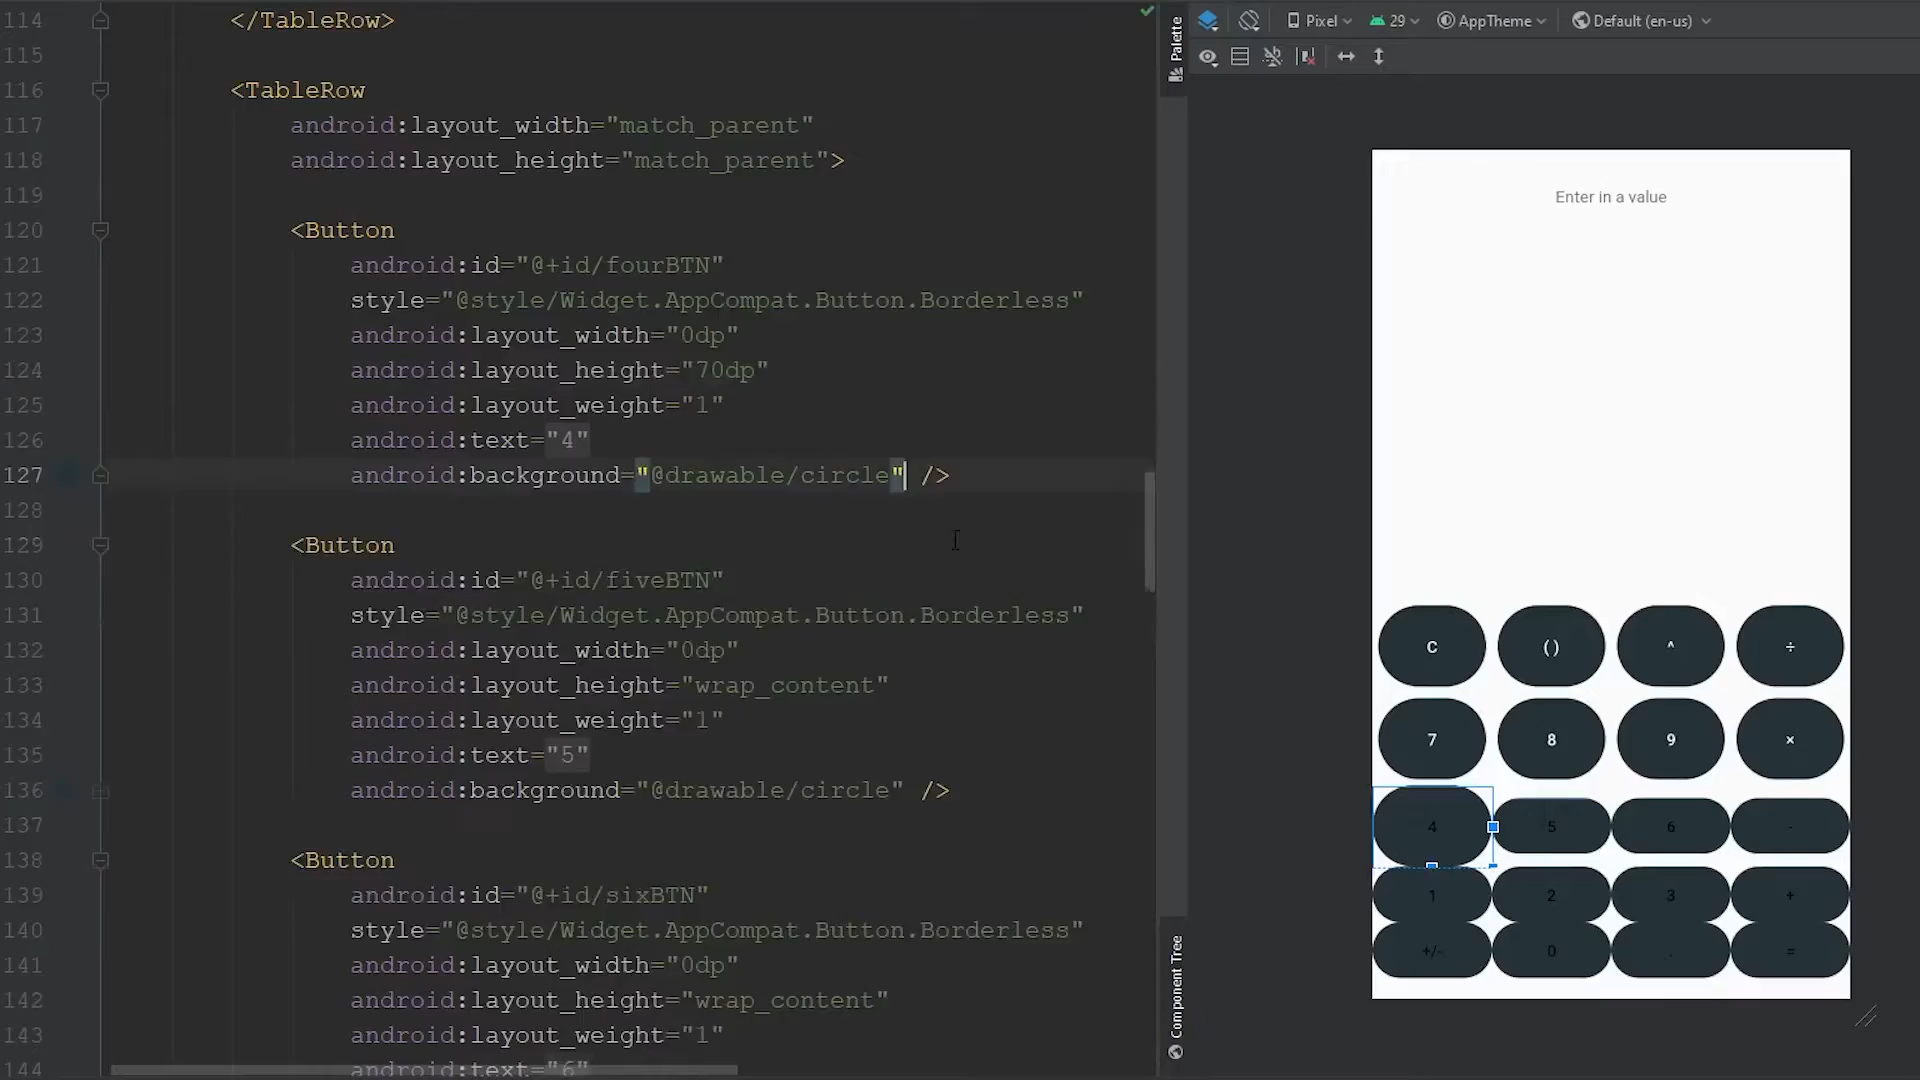 114 </TableRow>
115
116 <TableRow
117 android:layout_width="match_parent"
118 android:layout_height="match_parent">
119
120 <Button
121 android:id="@+id/fourBTN"
122 style="@style/Widget.AppCompat.Button.Borderless"
123 android:layout_width="0dp"
124 android:layout_height="70dp"
125 android:layout_weight="1"
126 android:text="4"
127 android:background="@drawable/circle" />
128
129 <Button
130 android:id="@+id/fiveBTN"
131 style="@style/Widget.AppCompat.Button.Borderless"
132 android:layout_width="0dp"
133 android:layout_height="wrap_content"
134 android:layout_weight="1"
135 android:text="5"
136 android:background="@drawable/circle" />
137
138 <Button
139 android:id="@+id/sixBTN"
140 style="@style/Widget.AppCompat.Button.Borderless"
141 android:layout_width="0dp"
142 android:layout_height="wrap_content"
143 android:layout_weight="1"
144 android:text="6"
Palette
Component Tree
Pixel 29 AppTheme Default (en-us)
Enter in a value
C () ^ ÷
7 8 9 ×
4 5 6 -
1 2 3 +
+/- 0 . =